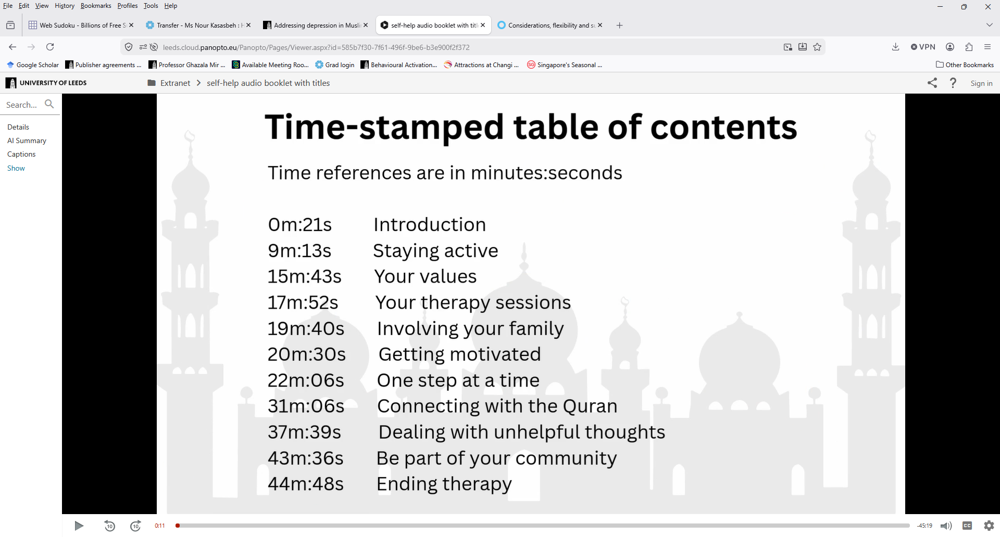 File Edit View History Bookmarks Profiles Tools Help
Web Sudoku - Billions of Free S
Transfer - Ms Nour Kasasbeh : H
Addressing depression in Musli
self-help audio booklet with titl
Considerations, flexibility and su
leeds.cloud.panopto.eu/Panopto/Pages/Viewer.aspx?id=585b7f30-7f61-496f-9be6-b3e900f2f372
VPN
Google Scholar
Publisher agreements ...
Professor Ghazala Mir ...
Available Meeting Roo...
Grad login
Behavioural Activation...
Attractions at Changi ...
SG Singapore's Seasonal ...
Other Bookmarks
UNIVERSITY OF LEEDS
Extranet > self-help audio booklet with titles
? Sign in
Search...
Details
AI Summary
Captions
Show
Time-stamped table of contents
Time references are in minutes:seconds
0m:21s Introduction
9m:13s Staying active
15m:43s Your values
17m:52s Your therapy sessions
19m:40s Involving your family
20m:30s Getting motivated
22m:06s One step at a time
31m:06s Connecting with the Quran
37m:39s Dealing with unhelpful thoughts
43m:36s Be part of your community
44m:48s Ending therapy
10 10 0:11 -45:19 CC